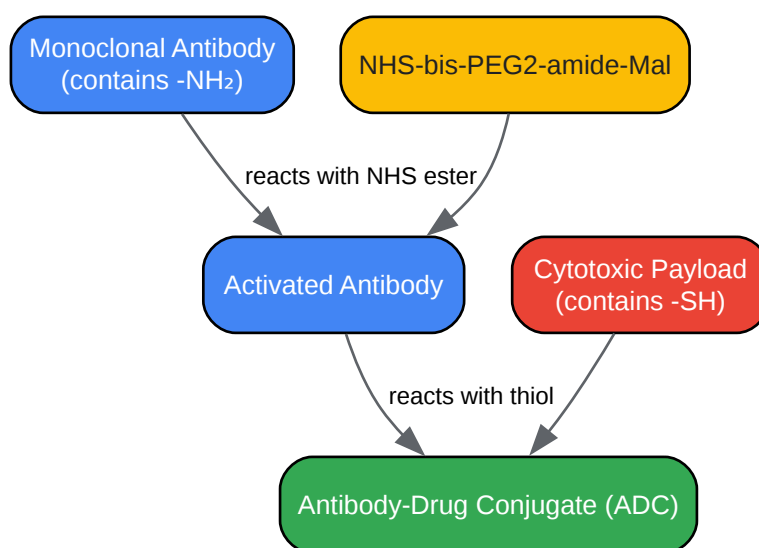 Monoclonal Antibody
(contains -NH₂)
NHS-bis-PEG2-amide-Mal
reacts with NHS ester
Activated Antibody
Cytotoxic Payload
(contains -SH)
reacts with thiol
Antibody-Drug Conjugate (ADC)